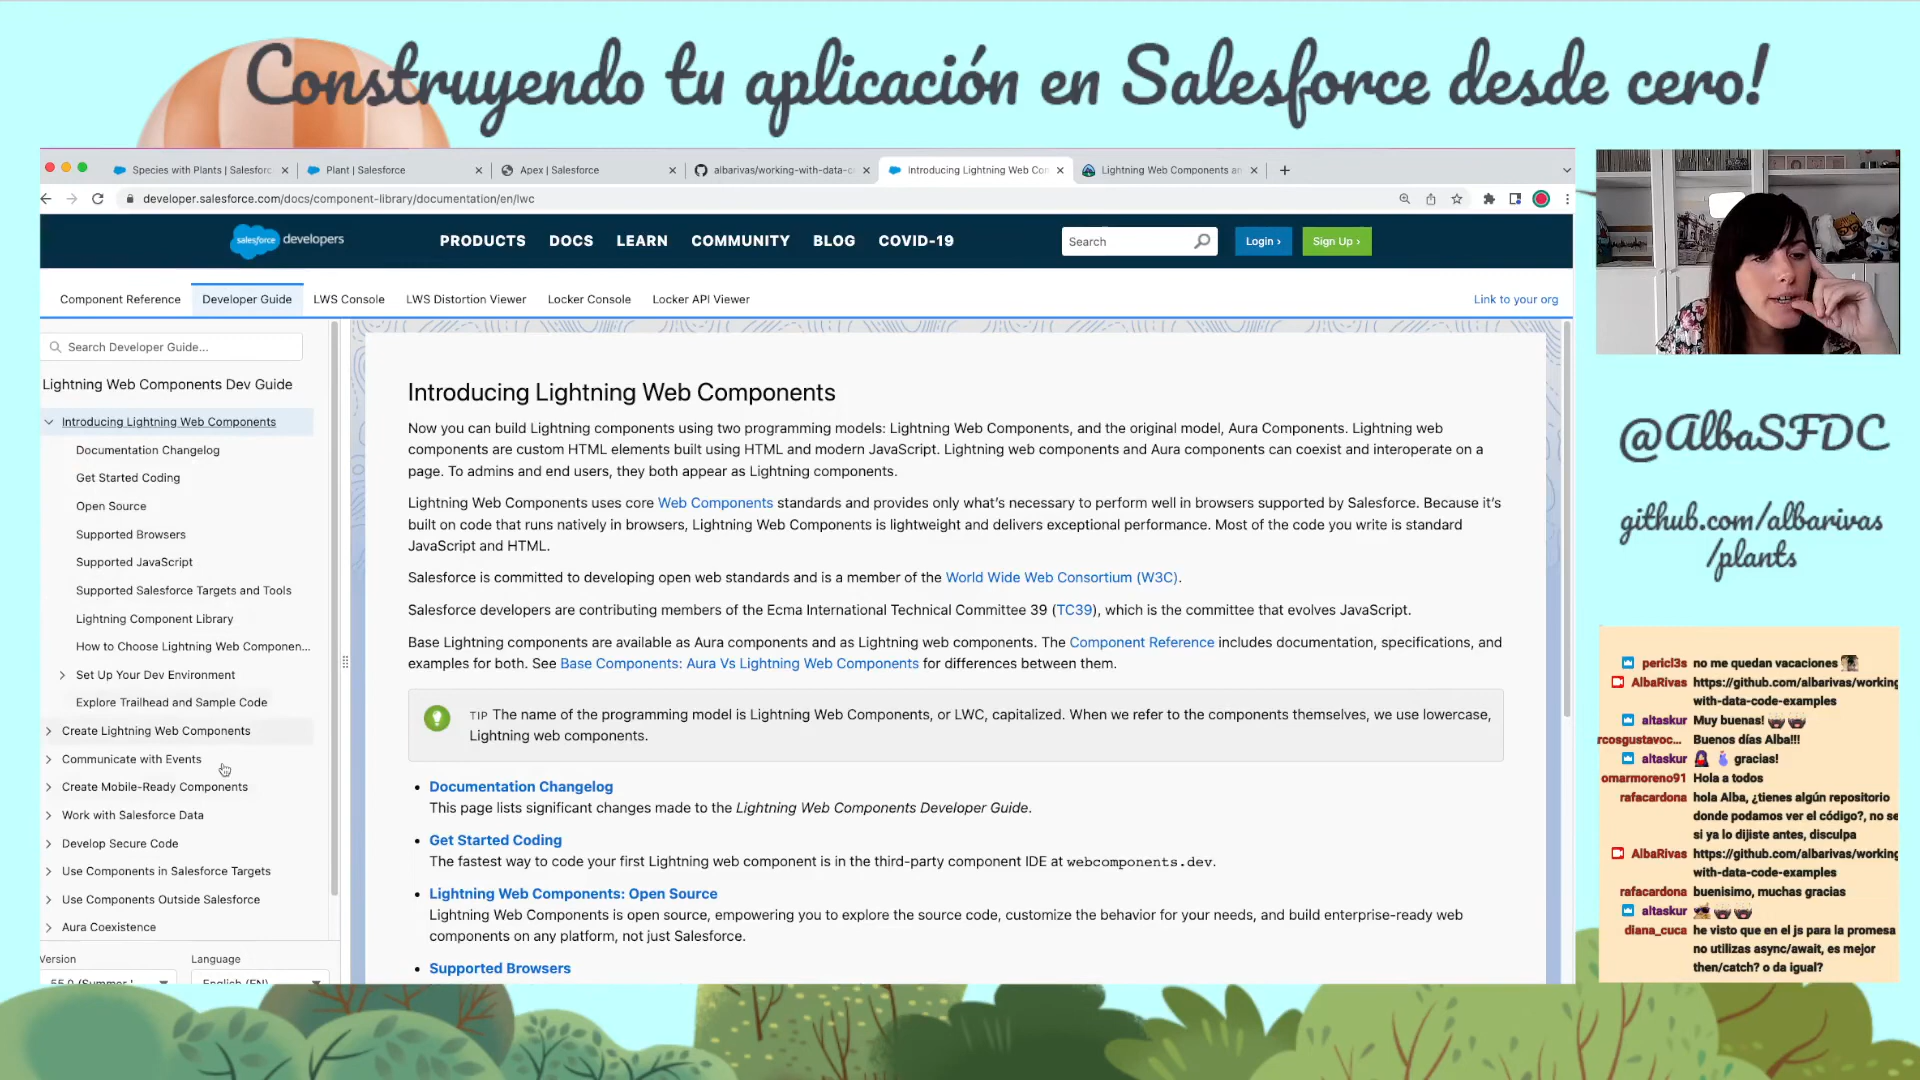 Construyendo tu aplicación en Salesforce desde cero!
Species with Plants | Salesforc
Plant | Salesforce
Apex | Salesforce
albarivas/working-with-data-c
Introducing Lightning Web Con
Lightning Web Components an
developer.salesforce.com/docs/component-library/documentation/en/lwc
salesforce developers
PRODUCTS DOCS LEARN COMMUNITY BLOG COVID-19
Search
Login ›
Sign Up ›
Component Reference Developer Guide LWS Console LWS Distortion Viewer Locker Console Locker API Viewer Link to your org
Search Developer Guide...
Lightning Web Components Dev Guide
Introducing Lightning Web Components
Documentation Changelog
Get Started Coding
Open Source
Supported Browsers
Supported JavaScript
Supported Salesforce Targets and Tools
Lightning Component Library
How to Choose Lightning Web Componen...
Set Up Your Dev Environment
Explore Trailhead and Sample Code
Create Lightning Web Components
Communicate with Events
Create Mobile-Ready Components
Work with Salesforce Data
Develop Secure Code
Use Components in Salesforce Targets
Use Components Outside Salesforce
Aura Coexistence
Version Language
55.0 (Summer ' English (EN)
Introducing Lightning Web Components
Now you can build Lightning components using two programming models: Lightning Web Components, and the original model, Aura Components. Lightning web
components are custom HTML elements built using HTML and modern JavaScript. Lightning web components and Aura components can coexist and interoperate on a
page. To admins and end users, they both appear as Lightning components.
Lightning Web Components uses core Web Components standards and provides only what's necessary to perform well in browsers supported by Salesforce. Because it's
built on code that runs natively in browsers, Lightning Web Components is lightweight and delivers exceptional performance. Most of the code you write is standard
JavaScript and HTML.
Salesforce is committed to developing open web standards and is a member of the World Wide Web Consortium (W3C).
Salesforce developers are contributing members of the Ecma International Technical Committee 39 (TC39), which is the committee that evolves JavaScript.
Base Lightning components are available as Aura components and as Lightning web components. The Component Reference includes documentation, specifications, and
examples for both. See Base Components: Aura Vs Lightning Web Components for differences between them.
TIP The name of the programming model is Lightning Web Components, or LWC, capitalized. When we refer to the components themselves, we use lowercase,
Lightning web components.
• Documentation Changelog
This page lists significant changes made to the Lightning Web Components Developer Guide.
• Get Started Coding
The fastest way to code your first Lightning web component is in the third-party component IDE at webcomponents.dev.
• Lightning Web Components: Open Source
Lightning Web Components is open source, empowering you to explore the source code, customize the behavior for your needs, and build enterprise-ready web
components on any platform, not just Salesforce.
• Supported Browsers
@AlbaSFDC
github.com/albarivas
/plants
pericl3s no me quedan vacaciones
AlbaRivas https://github.com/albarivas/working
with-data-code-examples
altaskur Muy buenas!
rcosgustavoc... Buenos días Alba!!!
altaskur gracias!
omarmoreno91 Hola a todos
rafacardona hola Alba, ¿tienes algún repositorio
donde podamos ver el código?, no se
si ya lo dijiste antes, disculpa
AlbaRivas https://github.com/albarivas/working
with-data-code-examples
rafacardona buenisimo, muchas gracias
altaskur
diana_cuca he visto que en el js para la promesa
no utilizas async/await, es mejor
then/catch? o da igual?